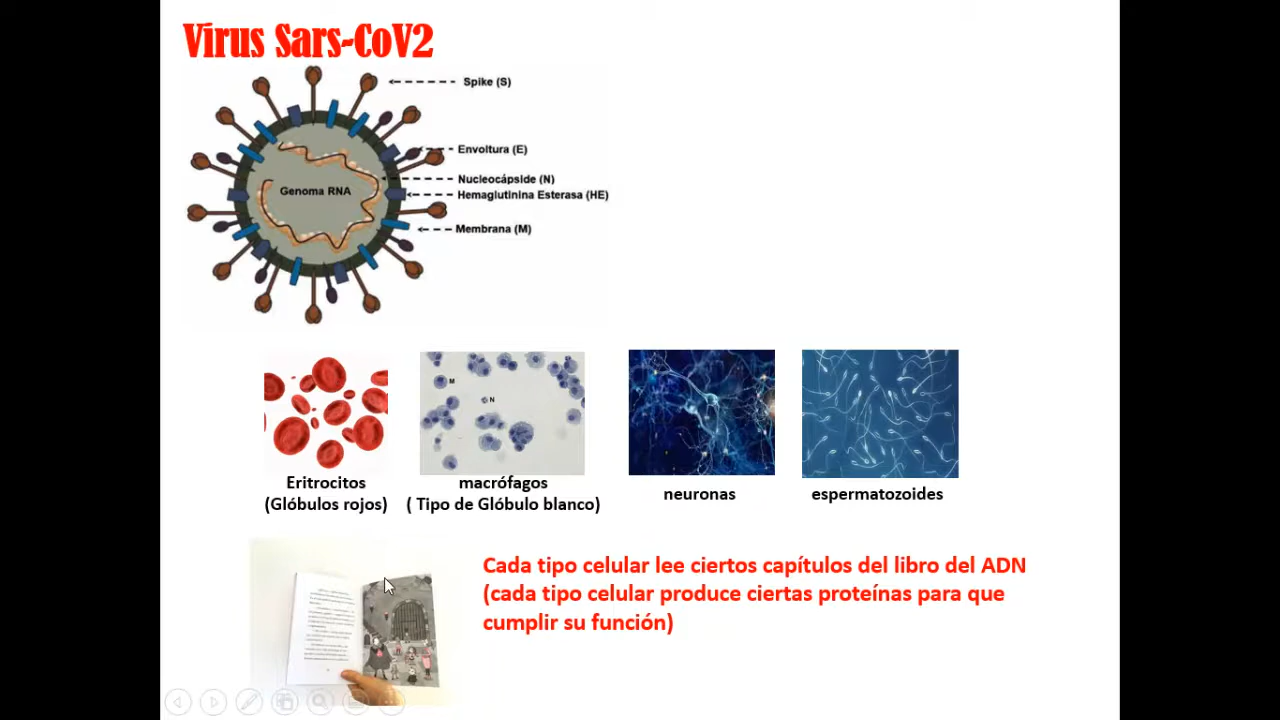 Virus Sars-CoV2
Spike (S)
Envoltura (E)
Nucleocápside (N)
Hemaglutinina Esterasa (HE)
Membrana (M)
Genoma RNA
M
N
Eritrocitos
(Glóbulos rojos)
macrófagos
( Tipo de Glóbulo blanco)
neuronas
espermatozoides
Cada tipo celular lee ciertos capítulos del libro del ADN
(cada tipo celular produce ciertas proteínas para que
cumplir su función)